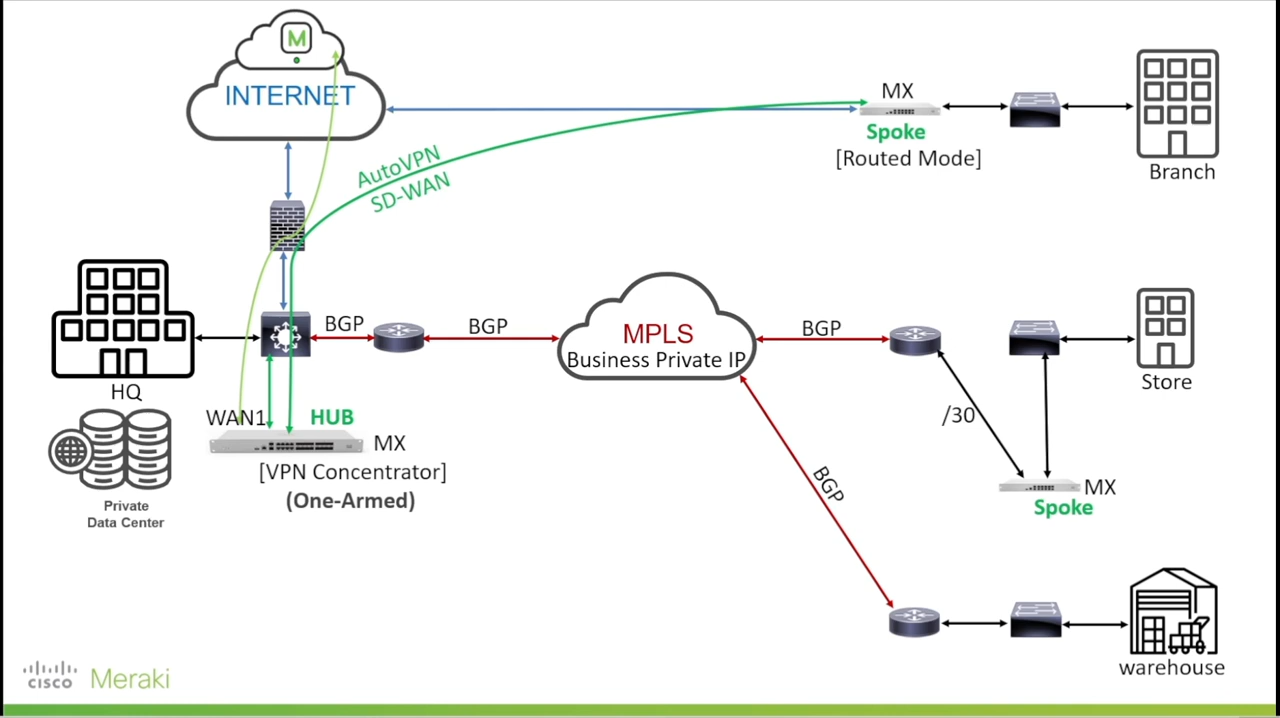 M
INTERNET
AutoVPN
SD-WAN
MX
Spoke
[Routed Mode]
Branch
HQ
BGP
BGP
MPLS
Business Private IP
BGP
Store
/30
WAN1
HUB
MX
[VPN Concentrator]
(One-Armed)
Private
Data Center
MX
Spoke
BGP
warehouse
CISCO
Meraki